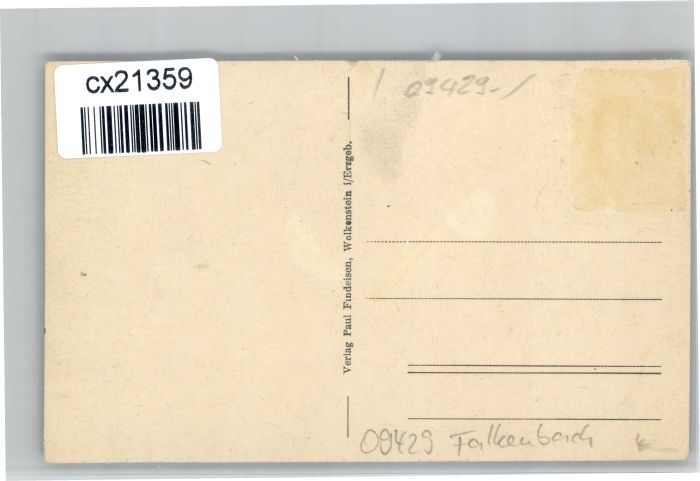 cx21359
09429-
Verlag Paul Findeisen, Wolkenstein i/Erzgeb.
09429 Falkenbach